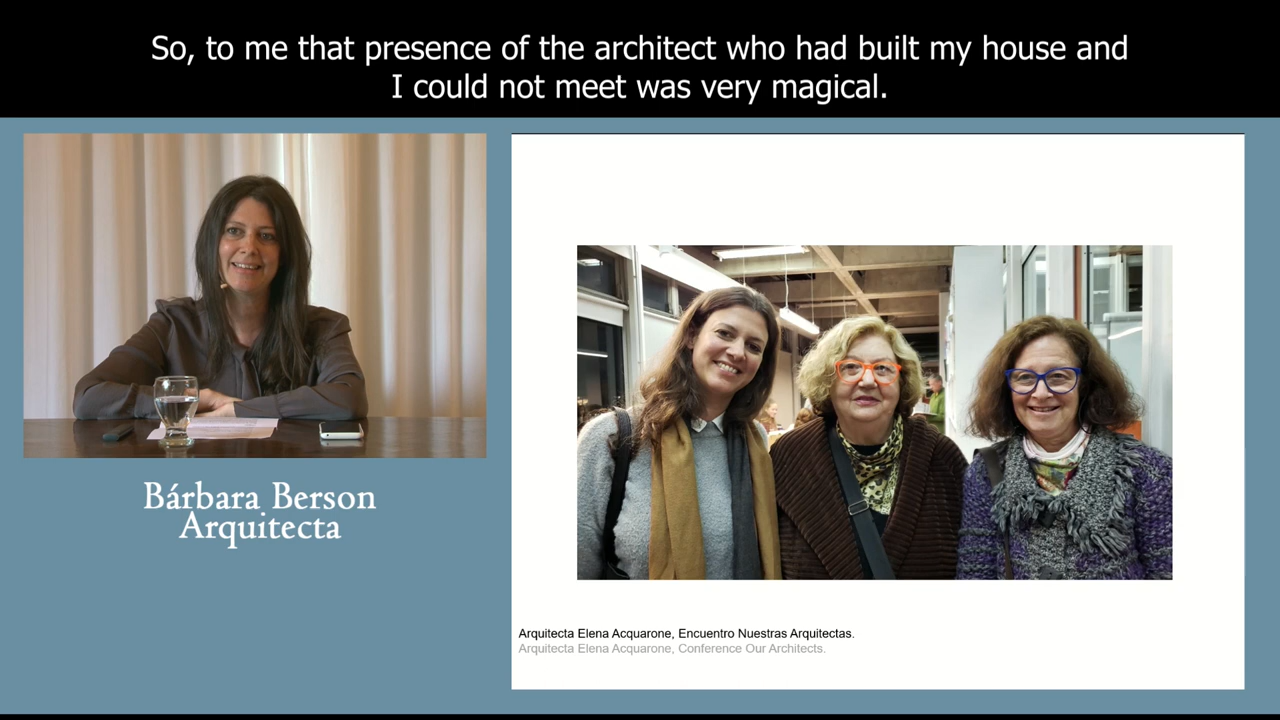 So, to me that presence of the architect who had built my house and
I could not meet was very magical.
Bárbara Berson
Arquitecta
Arquitecta Elena Acquarone, Encuentro Nuestras Arquitectas.
Arquitecta Elena Acquarone, Conference Our Architects.